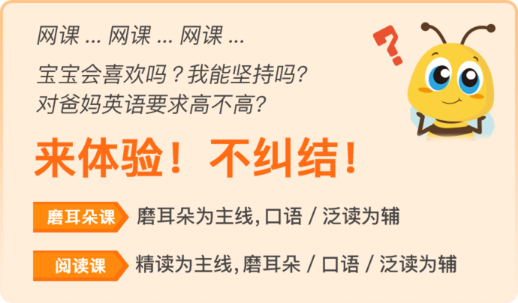 网课 ... 网课 ... 网课 ...
宝宝会喜欢吗？我能坚持吗?
对爸妈英语要求高不高?
来体验！不纠结！
磨耳朵课 磨耳朵为主线, 口语 / 泛读为辅
阅读课 精读为主线, 磨耳朵 / 口语 / 泛读为辅
?